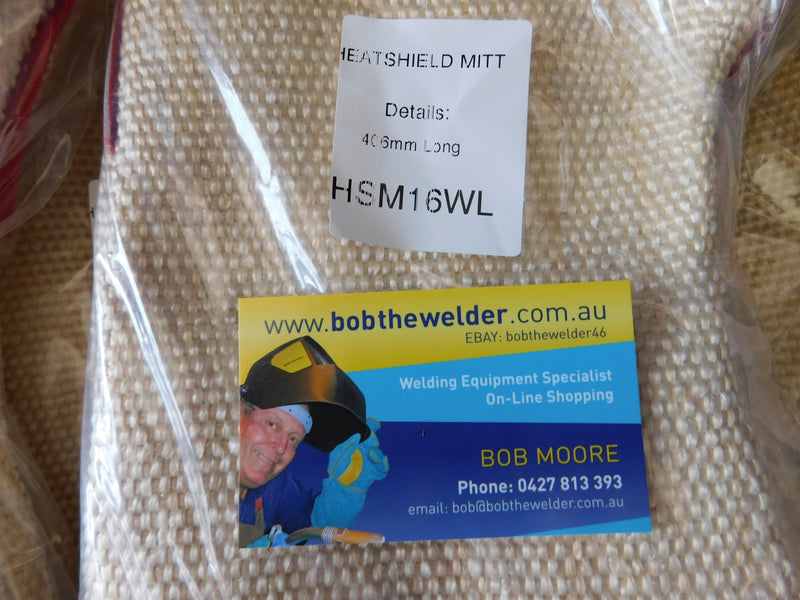 HEATSHIELD MITT
Details:
406mm Long
HSM16WL
www.bobthewelder.com.au
EBAY: bobthewelder46
Welding Equipment Specialist
On-Line Shopping
BOB MOORE
Phone: 0427 813 393
email: bob@bobthewelder.com.au